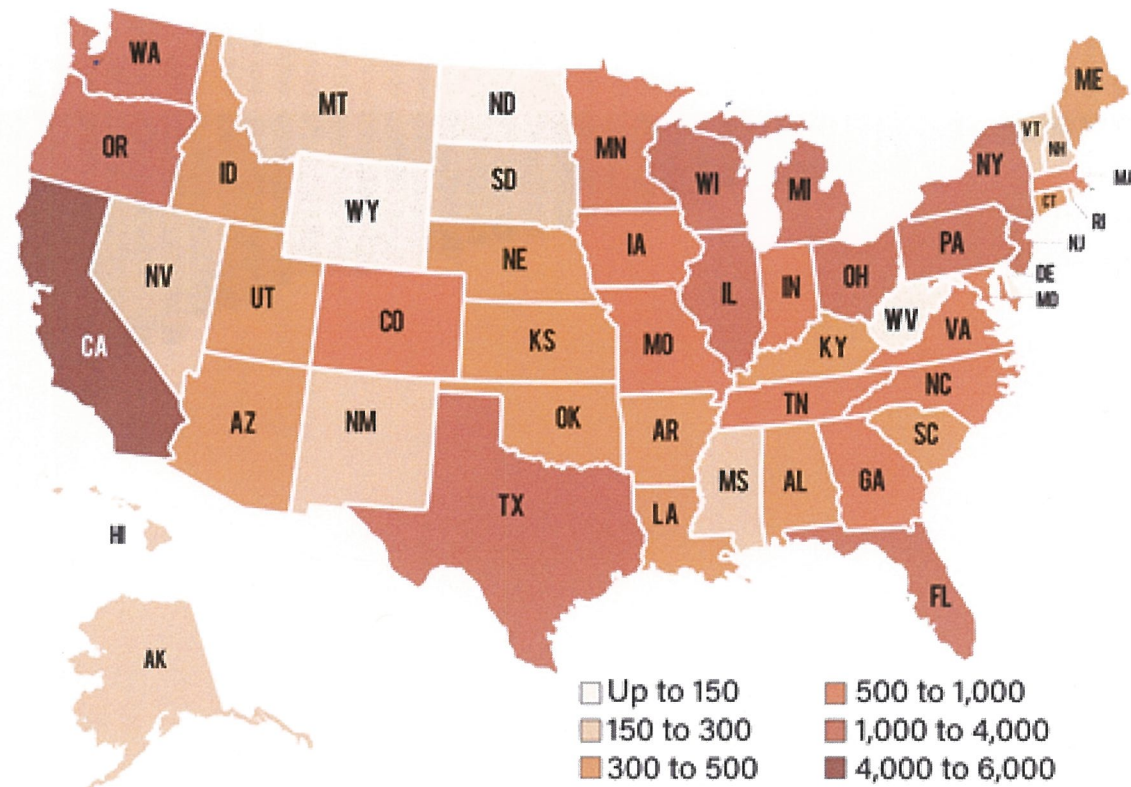 WA
MT
ND
ME
OR
MN
VT
NH
ID
SD
WI
MI
NY
MA
WY
CT
RI
NV
NE
IA
PA
NJ
UT
CO
IL
IN
OH
DE
MD
CA
KS
MO
WV
VA
KY
AZ
NM
OK
AR
TN
NC
SC
MS
AL
GA
TX
LA
HI
FL
AK
Up to 150
150 to 300
300 to 500
500 to 1,000
1,000 to 4,000
4,000 to 6,000